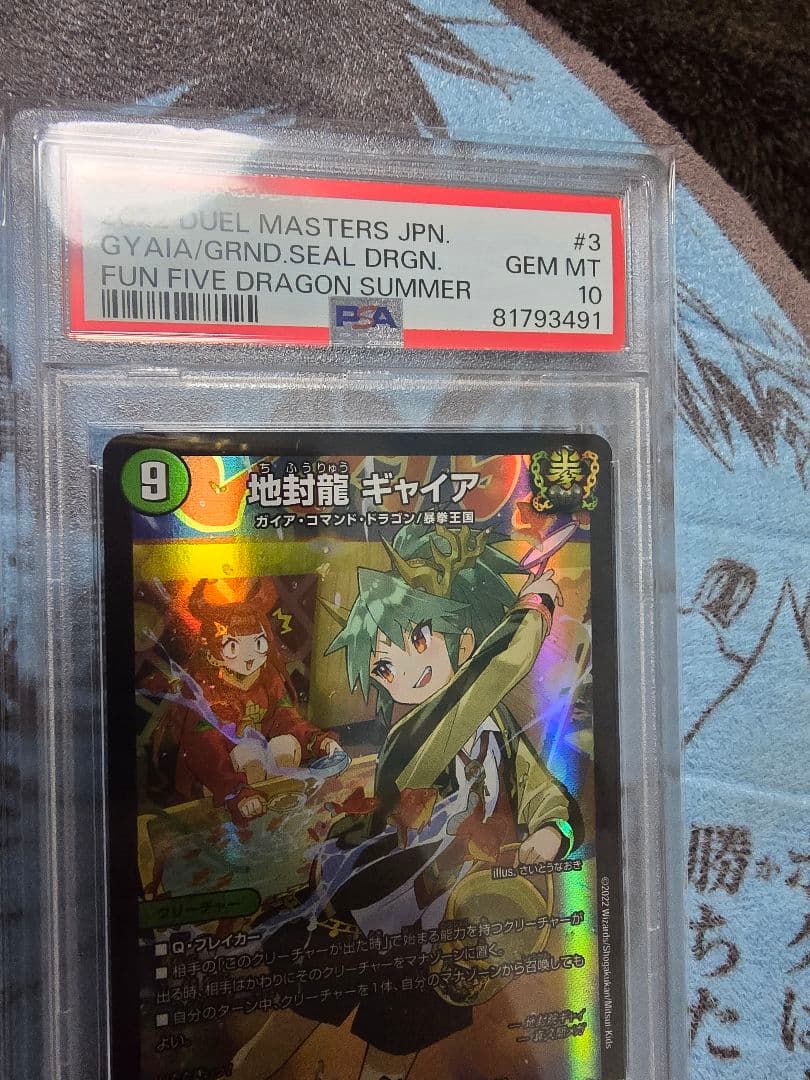 DUEL MASTERS JPN.
#3
GYAIA/GRND.SEAL DRGN.
GEM MT
FUN FIVE DRAGON SUMMER
10
PSA
81793491
9
ち ふうりゅう
地封龍 ギャイア
ガイア・コマンド・ドラゴン/暴拳王国
拳
illus. さいとうなおき
©2022 Wizards/Shogakukan/Mitsui-Kids
クリーチャー
■Q・ブレイカー
■相手の「このクリーチャーが出た時」で始まる能力を持つクリーチャーが
出る時、相手はかわりにそのクリーチャーをマナゾーンに置く。
■自分のターン中、クリーチャーを1体、自分のマナゾーンから召喚しても
よい。
勝か
ちた